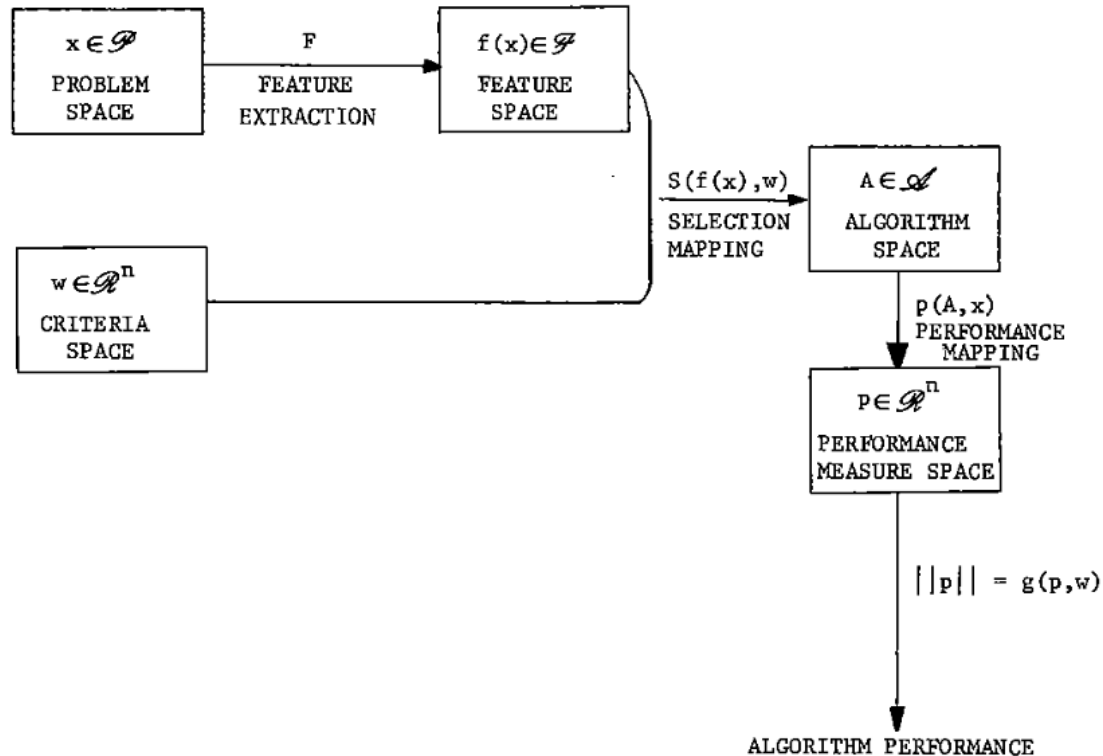 x ∈ 𝒫
PROBLEM
SPACE
F
FEATURE
EXTRACTION
f(x) ∈ ℱ
FEATURE
SPACE
w ∈ ℛⁿ
CRITERIA
SPACE
S(f(x),w)
SELECTION
MAPPING
A ∈ 𝒜
ALGORITHM
SPACE
p(A,x)
PERFORMANCE
MAPPING
p ∈ ℛⁿ
PERFORMANCE
MEASURE SPACE
||p|| = g(p,w)
ALGORITHM PERFORMANCE